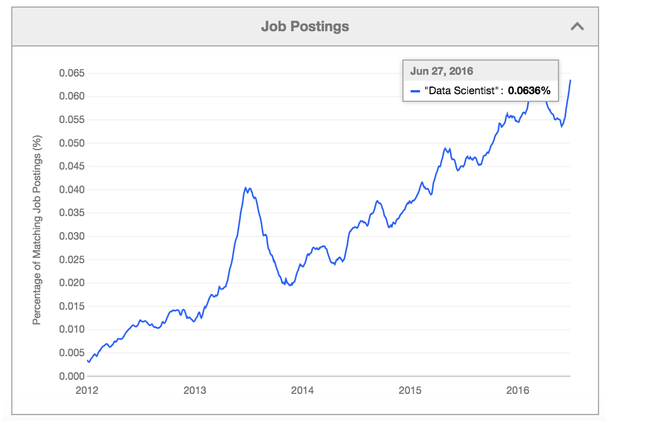 Job Postings
Jun 27, 2016
"Data Scientist" : 0.0636%
Percentage of Matching Job Postings (%)
0.065
0.060
0.055
0.050
0.045
0.040
0.035
0.030
0.025
0.020
0.015
0.010
0.005
0.000
2012 2013 2014 2015 2016